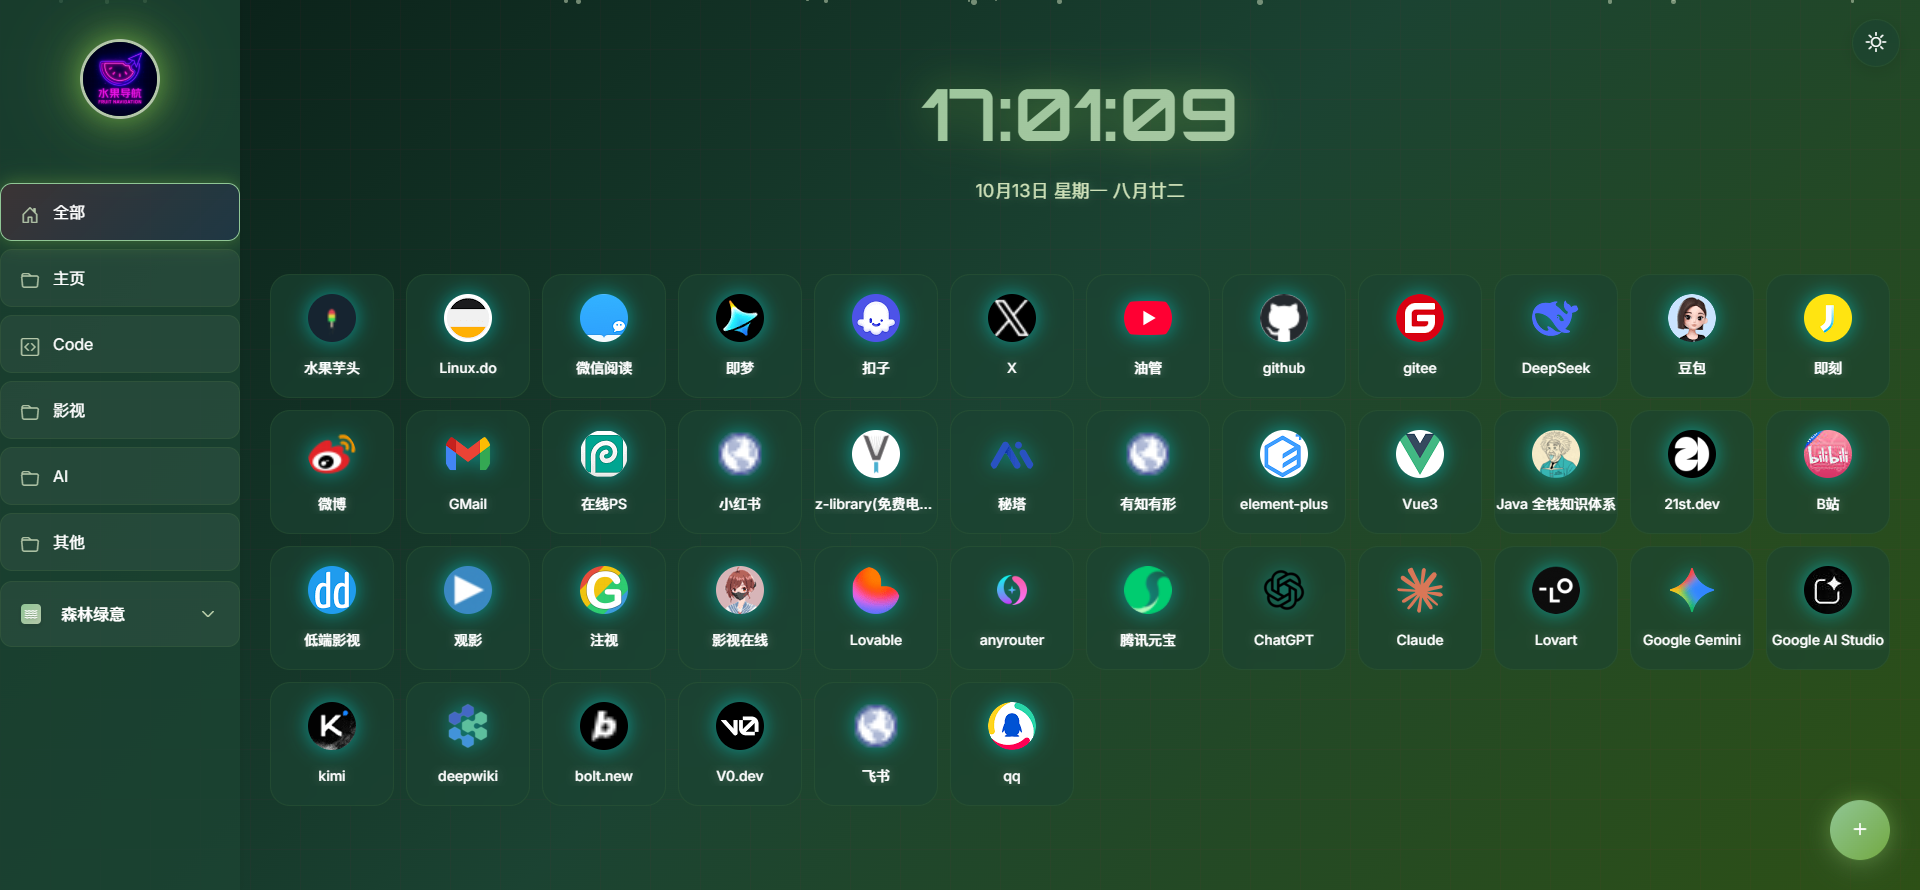 水果导航
FRUIT NAVIGATION
全部
主页
Code
影视
AI
其他
森林绿意
17:01:09
10月13日 星期一 八月廿二
水果芋头
Linux.do
微信阅读
即梦
扣子
X
油管
github
gitee
DeepSeek
豆包
即刻
微博
GMail
在线PS
小红书
z-library(免费电...
秘塔
有知有形
element-plus
Vue3
Java 全栈知识体系
21st.dev
bilibili
B站
dd
低端影视
观影
注视
影视在线
Lovable
anyrouter
腾讯元宝
ChatGPT
Claude
Lovart
Google Gemini
Google AI Studio
kimi
deepwiki
bolt.new
V0.dev
飞书
qq